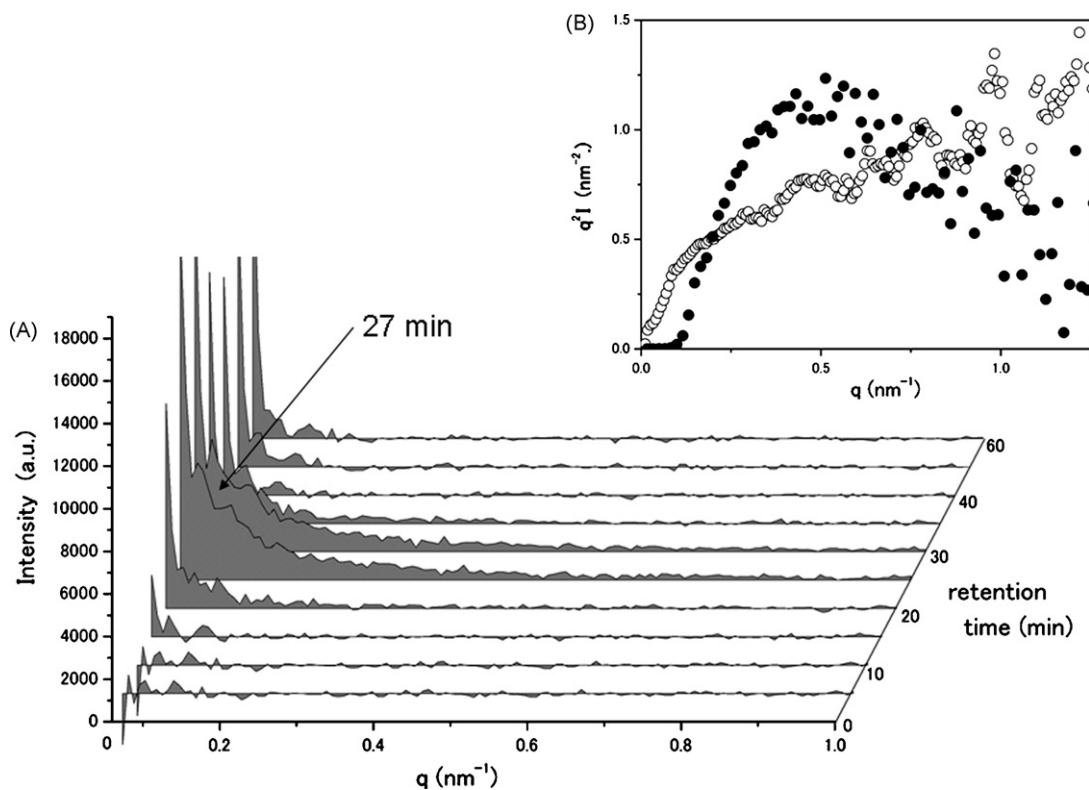 (B)
1.5
1.0
0.5
0.0
q²I (nm⁻².)
0.0 0.5 1.0
q (nm⁻¹)
(A)
27 min
18000
16000
14000
12000
10000
8000
6000
4000
2000
0
Intensity (a.u.)
0.2 0.4 0.6 0.8 1.0
q (nm⁻¹)
60
40
30
20
10
0
retention
time (min)